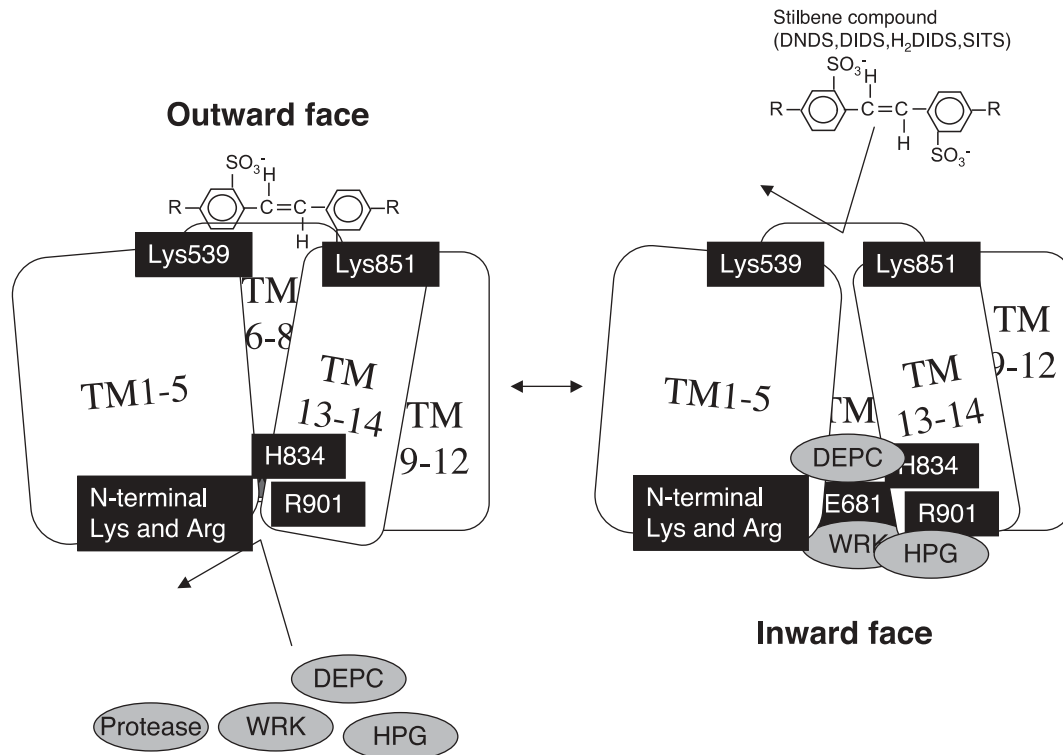 Stilbene compound
(DNDS,DIDS,H₂DIDS,SITS)
SO₃⁻
H
R
C=C
R
H
SO₃⁻
Outward face
SO₃⁻
H
R
C=C
R
H
Lys539
Lys851
TM
6-8
TM1-5
TM
13-14
TM
9-12
H834
R901
N-terminal
Lys and Arg
DEPC
Protease
WRK
HPG
Lys539
Lys851
TM
9-12
TM1-5
TM
13-14
TM
DEPC
H834
E681
R901
N-terminal
Lys and Arg
WRK
HPG
Inward face